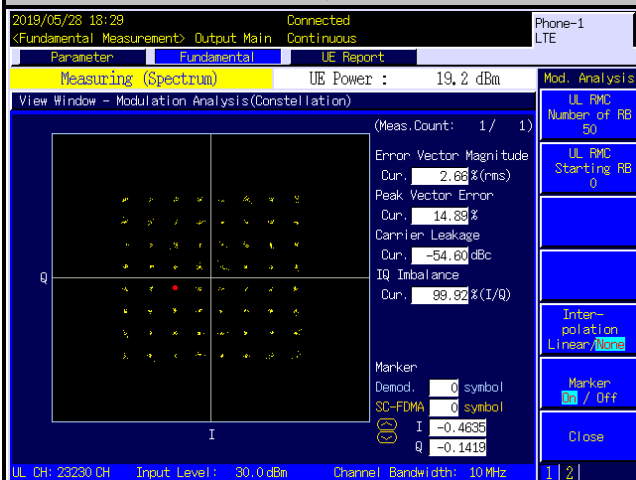 2019/05/28 18:29 Connected Phone-1
<Fundamental Measurement> Output Main Continuous LTE
Parameter Fundamental UE Report
Measuring (Spectrum) UE Power : 19.2 dBm Mod. Analysis
View Window - Modulation Analysis(Constellation)
(Meas.Count: 1/ 1)
Error Vector Magnitude
Cur. 2.66 %(rms)
Peak Vector Error
Cur. 14.89 %
Carrier Leakage
Cur. -54.60 dBc
IQ Imbalance
Cur. 99.92 %(I/Q)
Q
I
Marker
Demod. 0 symbol
SC-FDMA 0 symbol
I -0.4635
Q -0.1419
UL RMC
Number of RB
50
UL RMC
Starting RB
0
Inter-
polation
Linear/None
Marker
On / Off
Close
UL CH: 23230 CH Input Level: 30.0 dBm Channel Bandwidth: 10 MHz 1 2